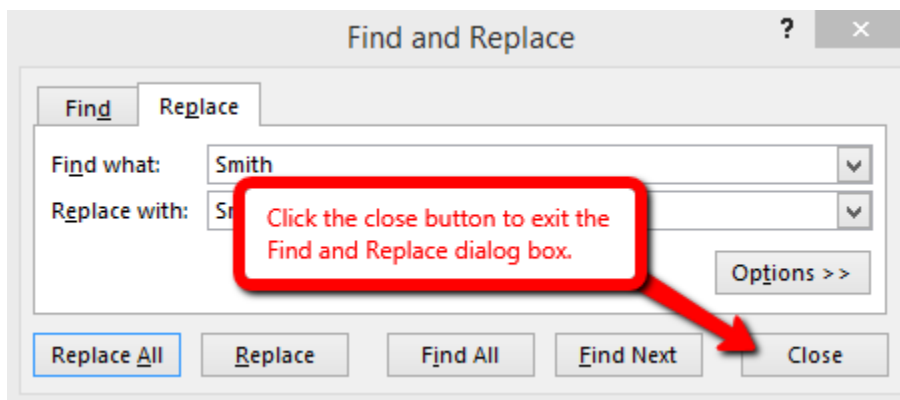 Find and Replace ?
Find Replace
Find what: Smith
Replace with:
Click the close button to exit the
Find and Replace dialog box.
Options >>
Replace All Replace Find All Find Next Close